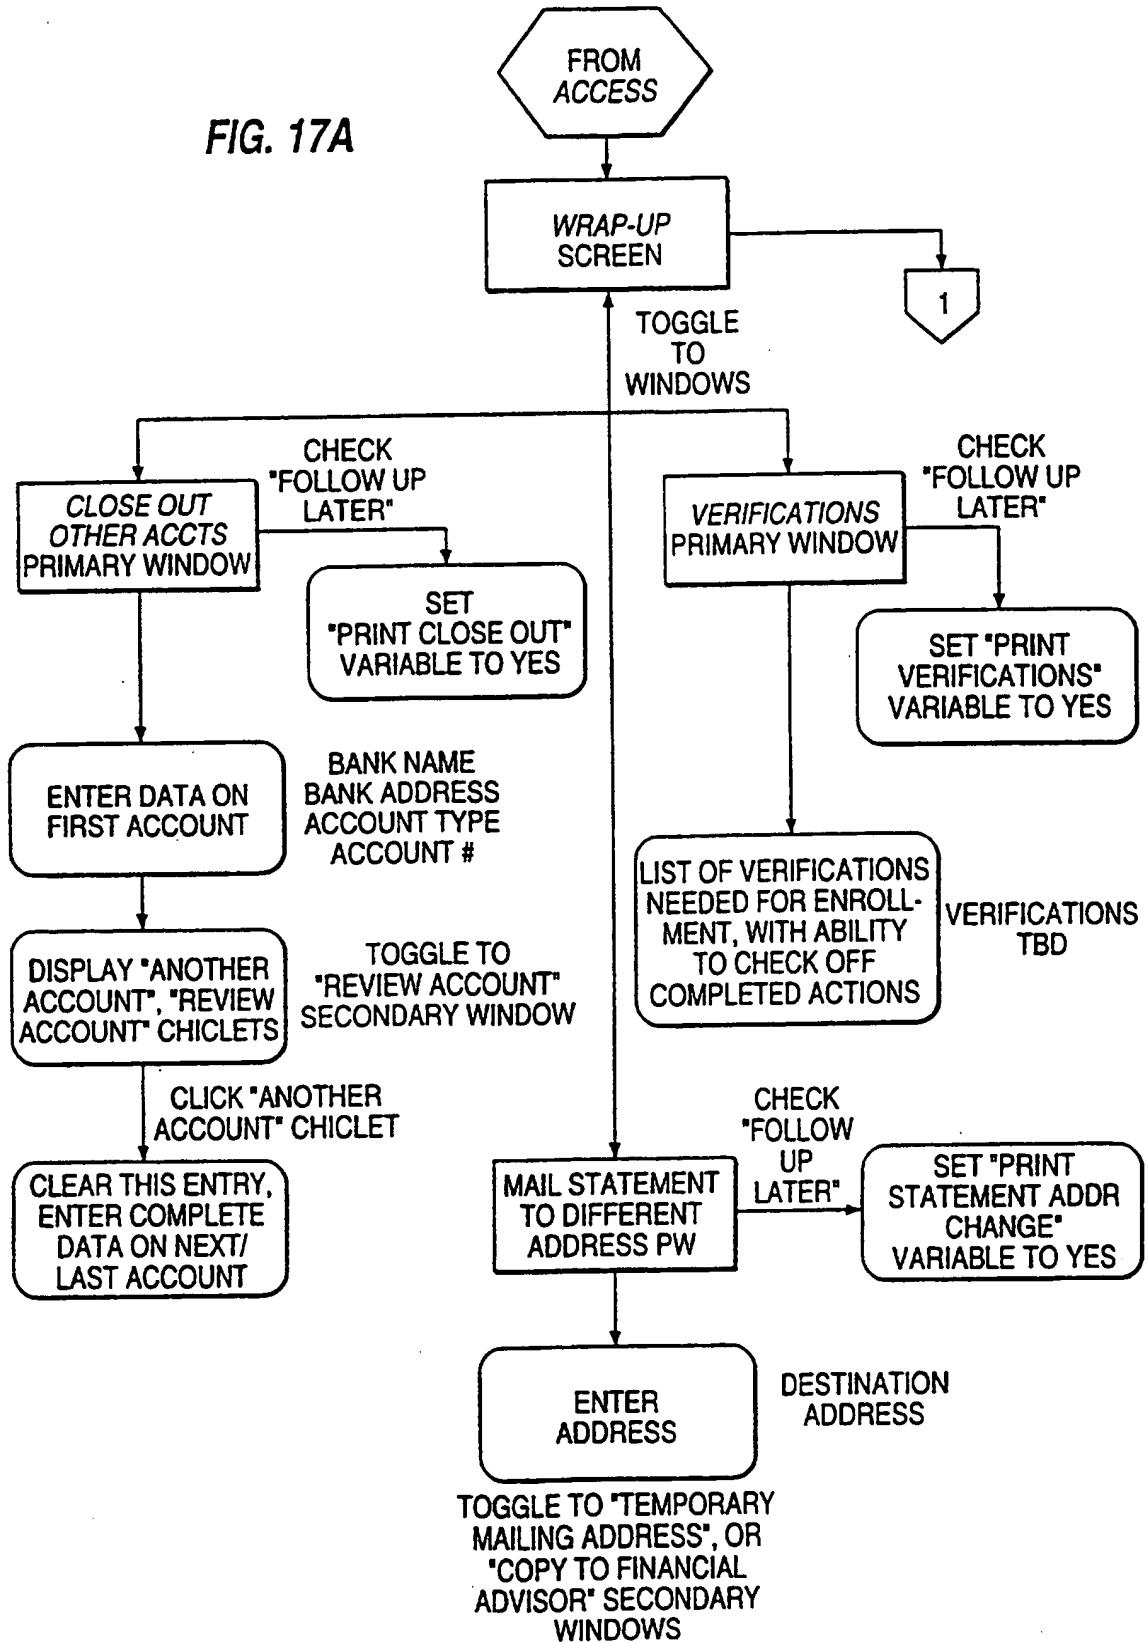 FROM
ACCESS
FIG. 17A
WRAP-UP
SCREEN
1
TOGGLE
TO
WINDOWS
CLOSE OUT
OTHER ACCTS
PRIMARY WINDOW
CHECK
"FOLLOW UP
LATER"
SET
"PRINT CLOSE OUT"
VARIABLE TO YES
VERIFICATIONS
PRIMARY WINDOW
CHECK
"FOLLOW UP
LATER"
SET "PRINT
VERIFICATIONS"
VARIABLE TO YES
ENTER DATA ON
FIRST ACCOUNT
BANK NAME
BANK ADDRESS
ACCOUNT TYPE
ACCOUNT #
LIST OF VERIFICATIONS
NEEDED FOR ENROLL-
MENT, WITH ABILITY
TO CHECK OFF
COMPLETED ACTIONS
VERIFICATIONS
TBD
DISPLAY "ANOTHER
ACCOUNT", "REVIEW
ACCOUNT" CHICLETS
TOGGLE TO
"REVIEW ACCOUNT"
SECONDARY WINDOW
CLICK "ANOTHER
ACCOUNT" CHICLET
CLEAR THIS ENTRY,
ENTER COMPLETE
DATA ON NEXT/
LAST ACCOUNT
MAIL STATEMENT
TO DIFFERENT
ADDRESS PW
CHECK
"FOLLOW
UP
LATER"
SET "PRINT
STATEMENT ADDR
CHANGE"
VARIABLE TO YES
ENTER
ADDRESS
DESTINATION
ADDRESS
TOGGLE TO "TEMPORARY
MAILING ADDRESS", OR
"COPY TO FINANCIAL
ADVISOR" SECONDARY
WINDOWS